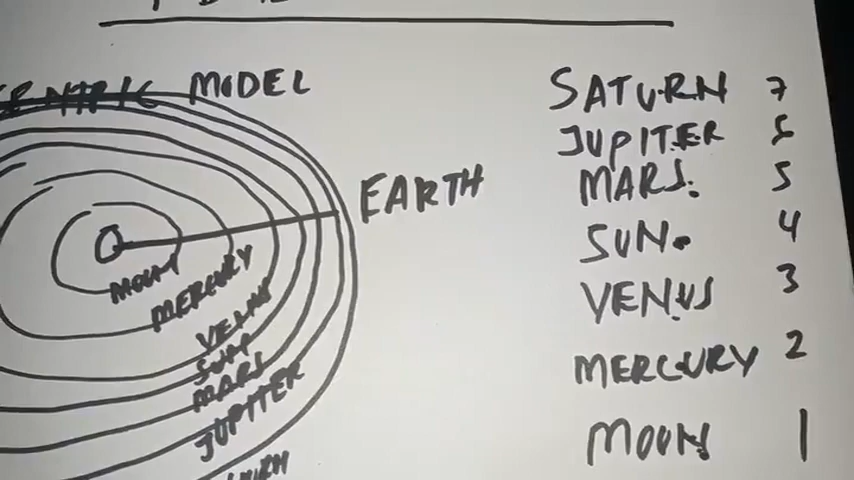 MODEL
EARTH
MOON
MERCURY
VENUS
SUN
MARS
JUPITER
SATURN 7
JUPITER 6
MARS. 5
SUN. 4
VENUS 3
MERCURY 2
MOON 1